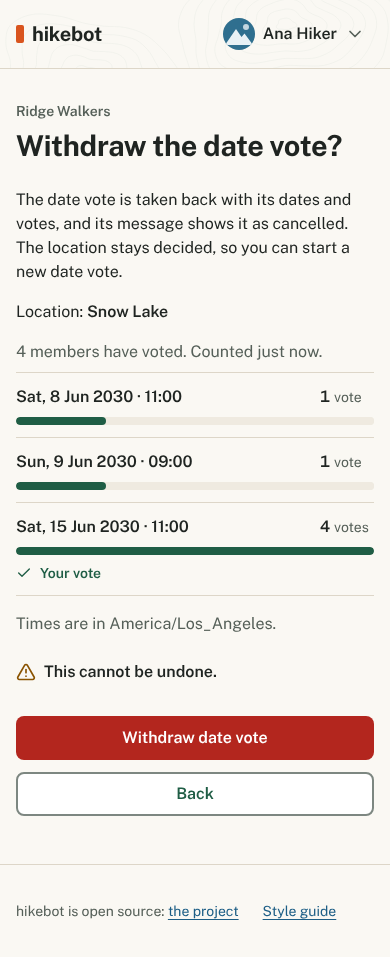 hikebot
Ana Hiker
Ridge Walkers
Withdraw the date vote?
The date vote is taken back with its dates and
votes, and its message shows it as cancelled.
The location stays decided, so you can start a
new date vote.
Location: Snow Lake
4 members have voted. Counted just now.
Sat, 8 Jun 2030 · 11:00 1 vote
Sun, 9 Jun 2030 · 09:00 1 vote
Sat, 15 Jun 2030 · 11:00 4 votes
Your vote
Times are in America/Los_Angeles.
This cannot be undone.
Withdraw date vote
Back
hikebot is open source: the project Style guide